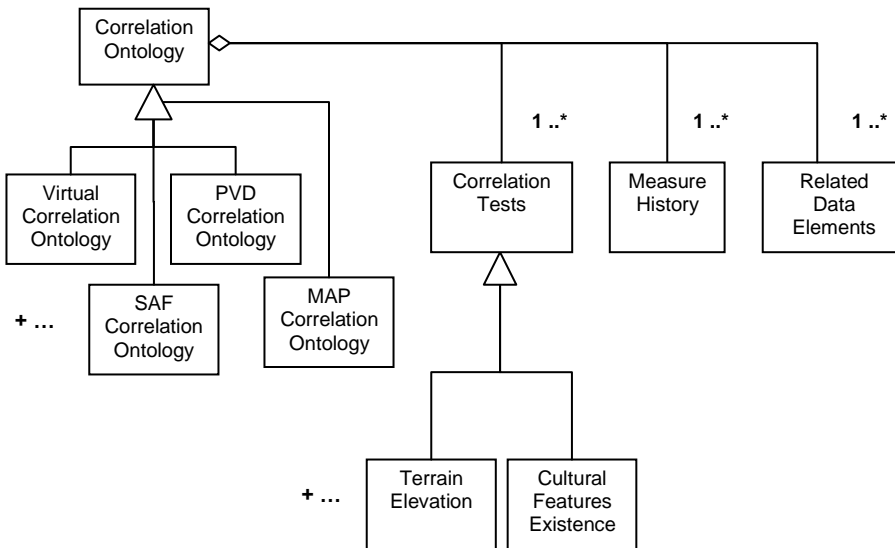 Correlation
Ontology
1 ..*
1 ..*
1 ..*
Virtual
Correlation
Ontology
PVD
Correlation
Ontology
Correlation
Tests
Measure
History
Related
Data
Elements
+ ...
SAF
Correlation
Ontology
MAP
Correlation
Ontology
+ ...
Terrain
Elevation
Cultural
Features
Existence